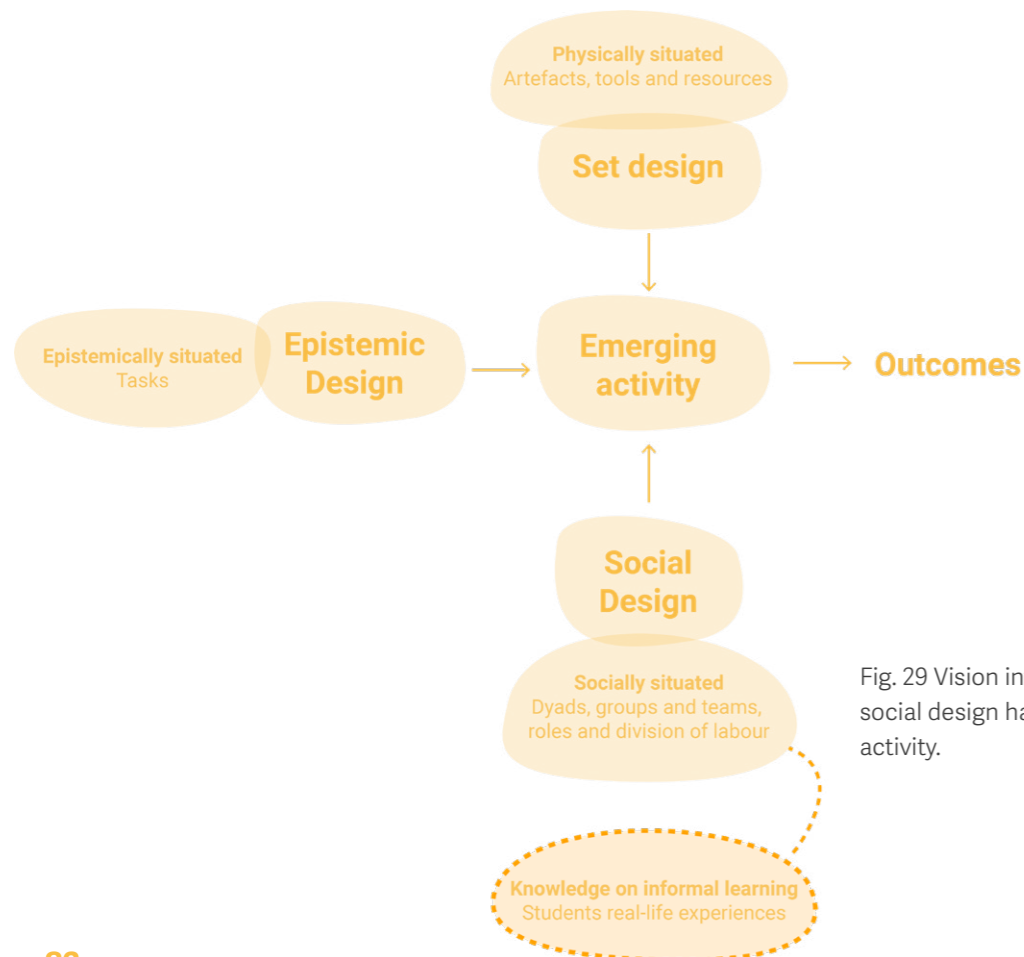 Physically situated
Artefacts, tools and resources
Set design
Epistemically situated
Tasks
Epistemic
Design
Emerging
activity
Outcomes
Social
Design
Socially situated
Dyads, groups and teams,
roles and division of labour
Fig. 29 Vision in
social design ha
activity.
Knowledge on informal learning
Students real-life experiences